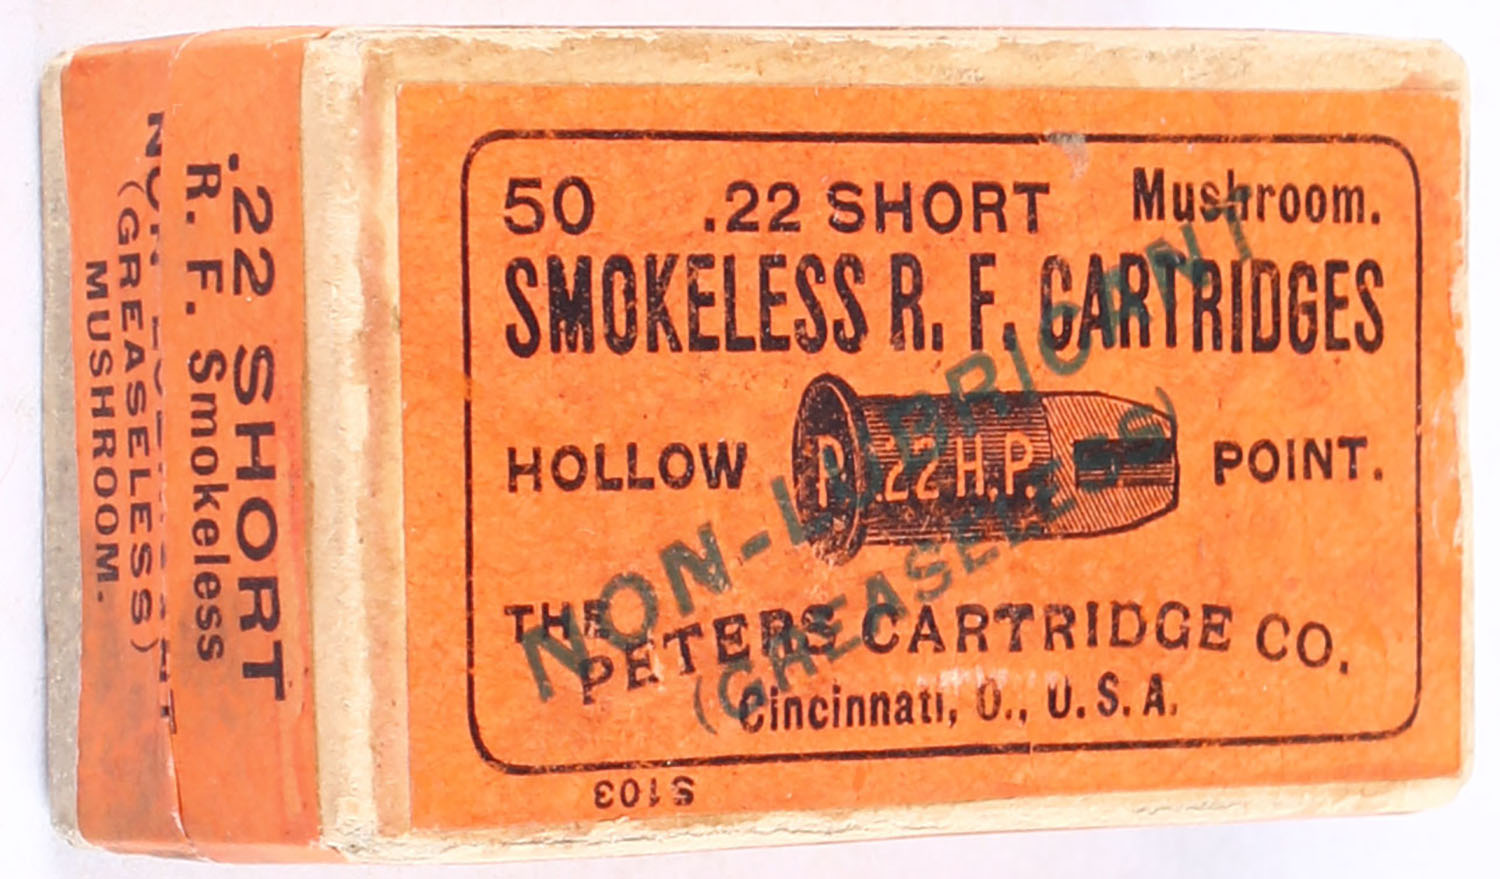 50 .22 SHORT Mushroom.
SMOKELESS R. F. CARTRIDGES
HOLLOW POINT.
P. .22 H.P.
THE
PETERS CARTRIDGE CO.
Cincinnati, O., U.S.A.
NON-LUBRICANT
(GREASELESS)
S103
.22 SHORT
R. F. Smokeless
(GREASELESS)
MUSHROOM.